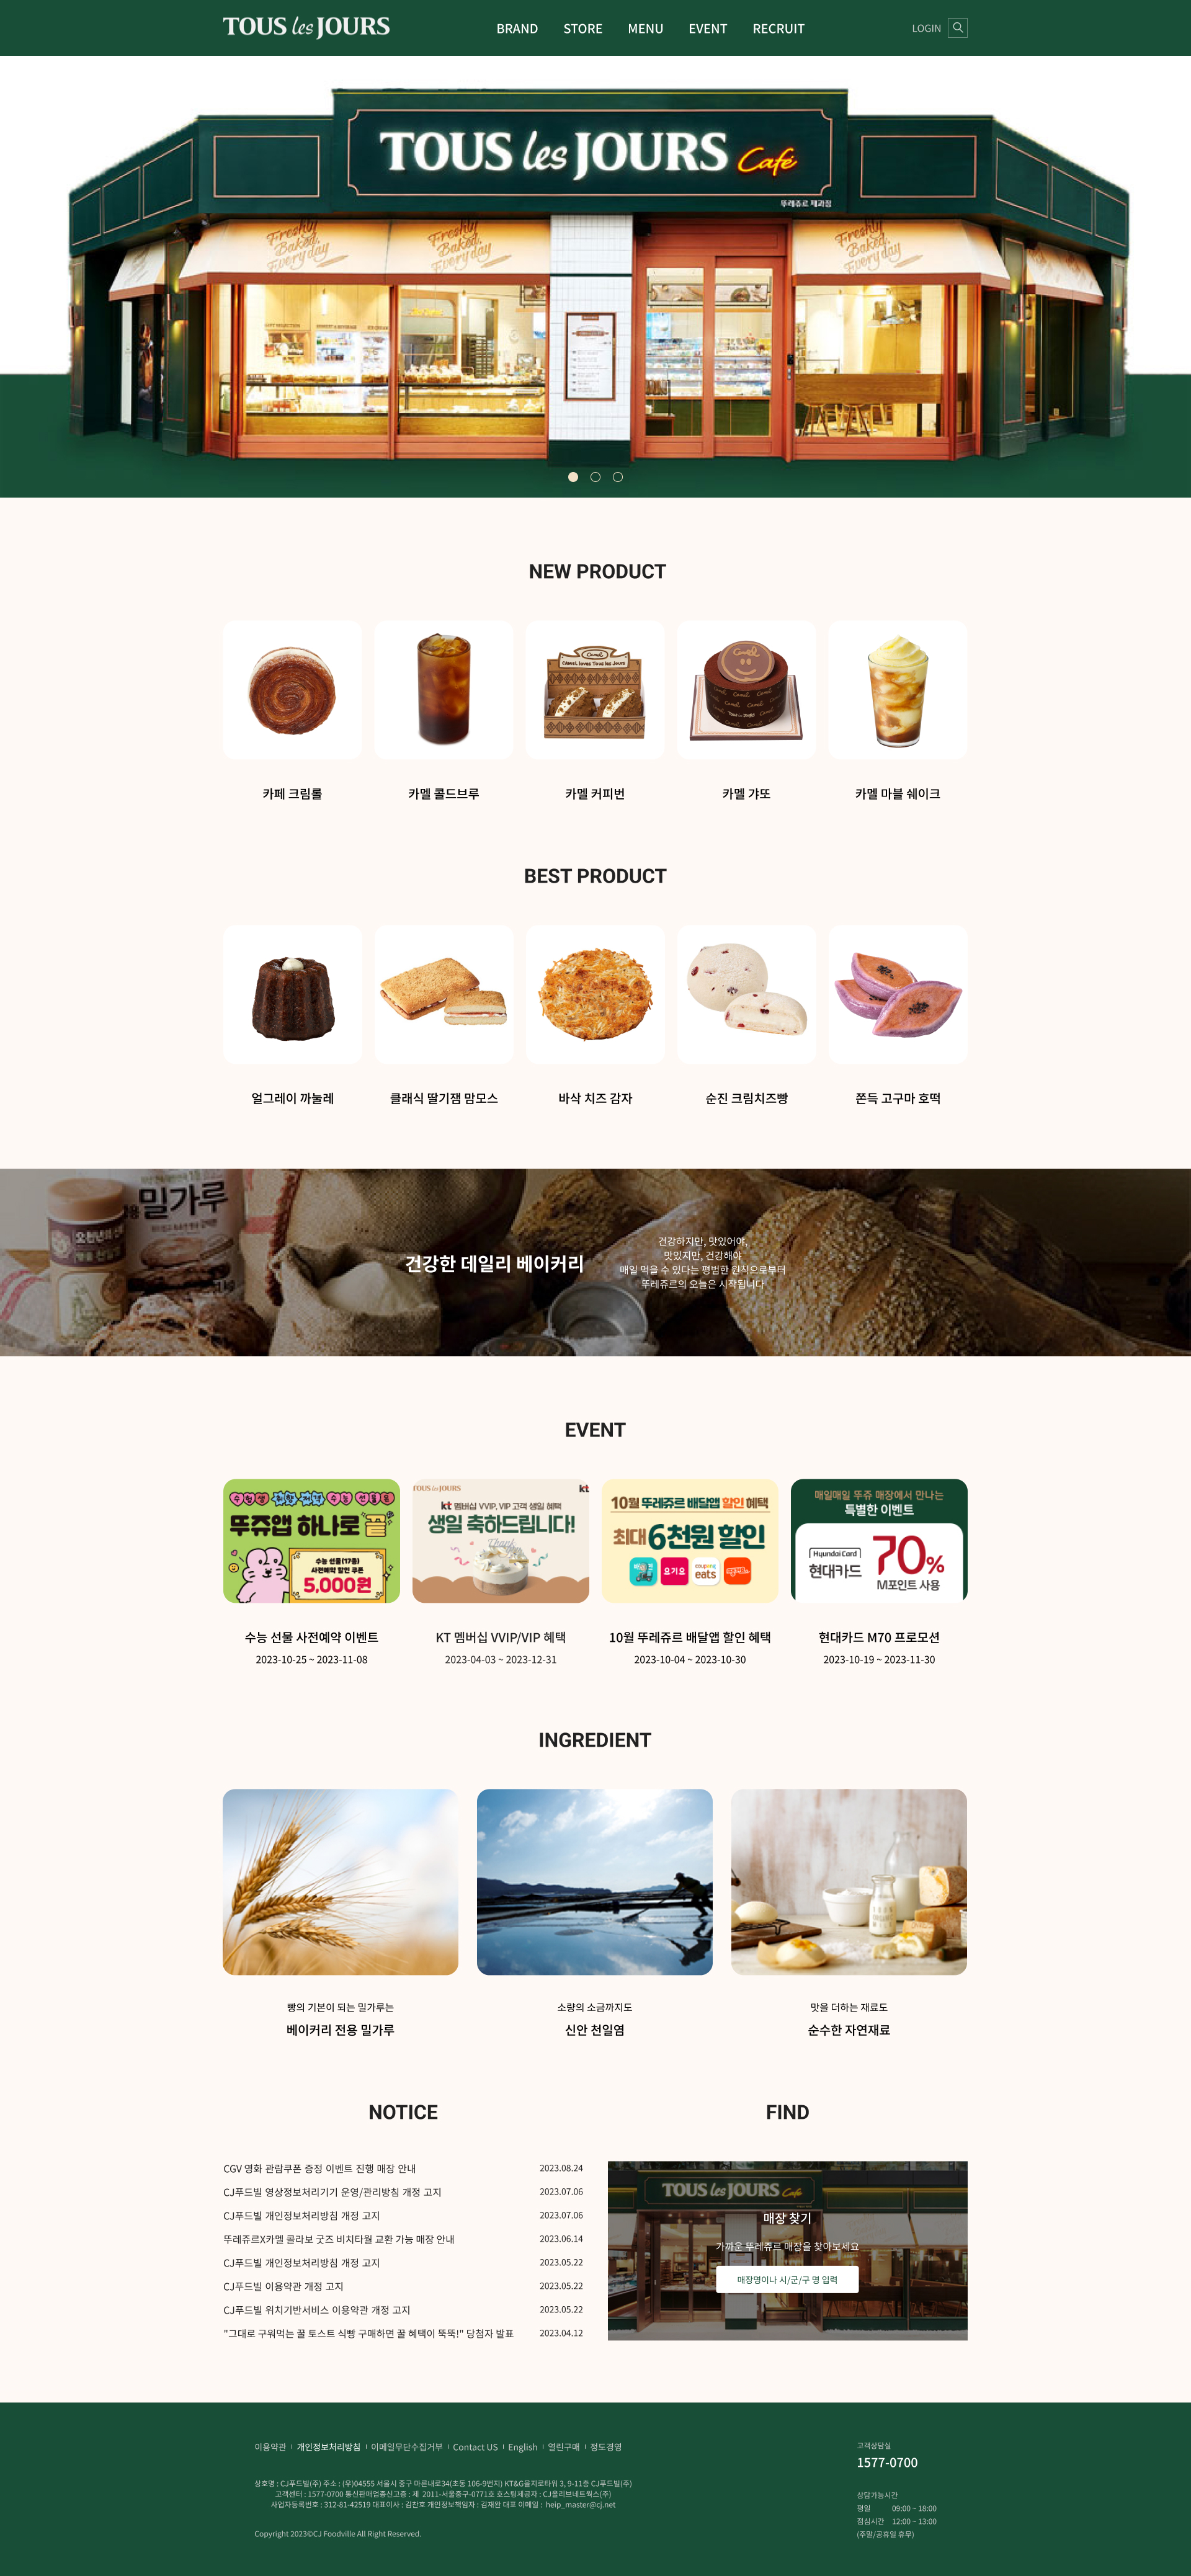 TOUS les JOURS
BRAND STORE MENU EVENT RECRUIT
LOGIN
TOUS les JOURS Café
뚜레쥬르 제과점
Freshly Baked, Every day
Freshly Baked, Every day
Freshly Baked, Every day
NEW PRODUCT
Camel
CAMEL loves Tous les Jours
Camel
카페 크림롤
카멜 콜드브루
카멜 커피번
카멜 갸또
카멜 마블 쉐이크
BEST PRODUCT
얼그레이 까눌레
클래식 딸기잼 맘모스
바삭 치즈 감자
순진 크림치즈빵
쫀득 고구마 호떡
밀가루
건강한 데일리 베이커리
건강하지만, 맛있어야,
맛있지만, 건강해야
매일 먹을 수 있다는 평범한 원칙으로부터
뚜레쥬르의 오늘은 시작됩니다
EVENT
뚜쥬앱 하나로
수능 선물(17종)
사전예약 할인 쿠폰
5,000원
TOUS les JOURS
kt
kt 멤버십 VVIP, VIP 고객 생일 혜택
생일 축하드립니다!
10월 뚜레쥬르 배달앱 할인 혜택
최대 6천원 할인
요기요
coupang eats
매일매일 뚜쥬 매장에서 만나는
특별한 이벤트
Hyundai Card
현대카드
70%
M포인트 사용
수능 선물 사전예약 이벤트
2023-10-25 ~ 2023-11-08
KT 멤버십 VVIP/VIP 혜택
2023-04-03 ~ 2023-12-31
10월 뚜레쥬르 배달앱 할인 혜택
2023-10-04 ~ 2023-10-30
현대카드 M70 프로모션
2023-10-19 ~ 2023-11-30
INGREDIENT
빵의 기본이 되는 밀가루는
베이커리 전용 밀가루
소량의 소금까지도
신안 천일염
맛을 더하는 재료도
순수한 자연재료
NOTICE
CGV 영화 관람쿠폰 증정 이벤트 진행 매장 안내 2023.08.24
CJ푸드빌 영상정보처리기기 운영/관리방침 개정 고지 2023.07.06
CJ푸드빌 개인정보처리방침 개정 고지 2023.07.06
뚜레쥬르X카멜 콜라보 굿즈 비치타월 교환 가능 매장 안내 2023.06.14
CJ푸드빌 개인정보처리방침 개정 고지 2023.05.22
CJ푸드빌 이용약관 개정 고지 2023.05.22
CJ푸드빌 위치기반서비스 이용약관 개정 고지 2023.05.22
"그대로 구워먹는 꿀 토스트 식빵 구매하면 꿀 혜택이 뚝뚝!" 당첨자 발표 2023.04.12
FIND
TOUS les JOURS Café
매장 찾기
가까운 뚜레쥬르 매장을 찾아보세요
매장명이나 시/군/구 명 입력
이용약관 | 개인정보처리방침 | 이메일무단수집거부 | Contact US | English | 열린구매 | 정도경영
상호명 : CJ푸드빌(주) 주소 : (우)04555 서울시 중구 마른내로34(초동 106-9번지) KT&G을지로타워 3, 9-11층 CJ푸드빌(주)
고객센터 : 1577-0700 통신판매업종신고증 : 제 2011-서울중구-0771호 호스팅제공자 : CJ올리브네트웍스(주)
사업자등록번호 : 312-81-42519 대표이사 : 김찬호 개인정보책임자 : 김재완 대표 이메일 : heip_master@cj.net
Copyright 2023©CJ Foodville All Right Reserved.
고객상담실
1577-0700
상담가능시간
평일 09:00 ~ 18:00
점심시간 12:00 ~ 13:00
(주말/공휴일 휴무)